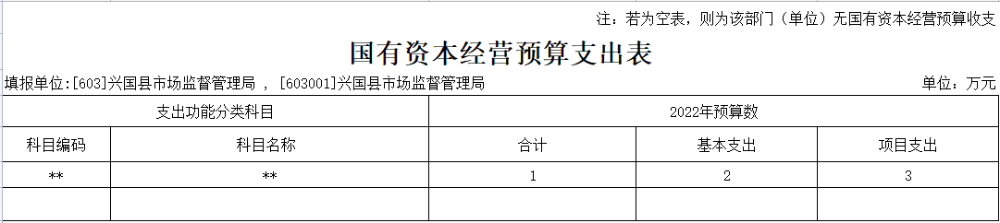 注：若为空表，则为该部门（单位）无国有资本经营预算收支
国有资本经营预算支出表
填报单位:[603]兴国县市场监督管理局 , [603001]兴国县市场监督管理局 单位：万元
支出功能分类科目 2022年预算数
科目编码 科目名称 合计 基本支出 项目支出
** ** 1 2 3